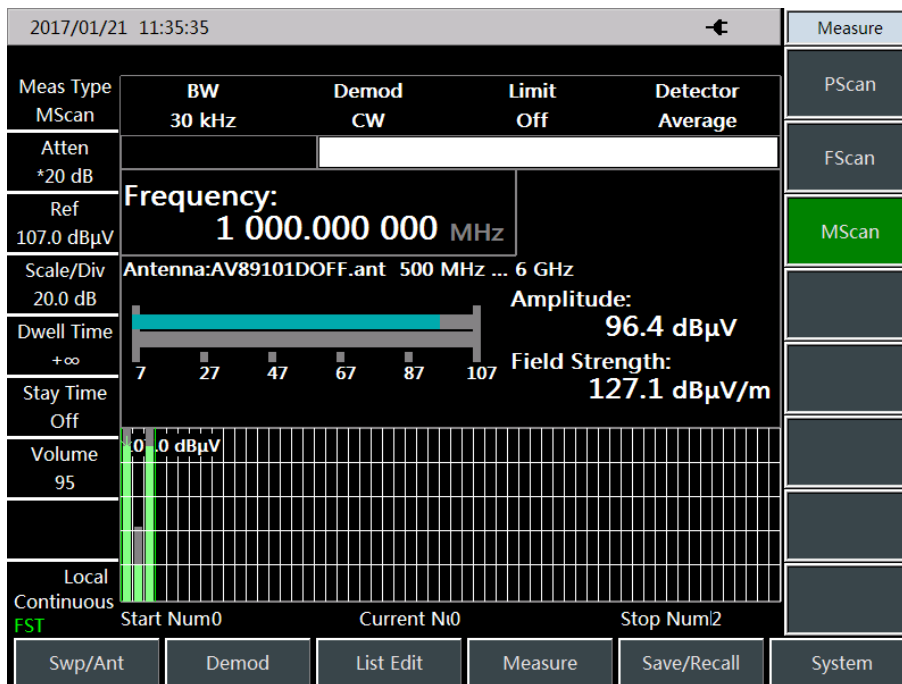 2017/01/21 11:35:35
Measure
Meas Type
MScan
Atten
*20 dB
Ref
107.0 dBµV
Scale/Div
20.0 dB
Dwell Time
+∞
Stay Time
Off
Volume
95
Local
Continuous
FST
BW Demod Limit Detector
30 kHz CW Off Average
Frequency:
1 000.000 000 MHz
Antenna:AV89101DOFF.ant 500 MHz ... 6 GHz
Amplitude:
96.4 dBµV
Field Strength:
127.1 dBµV/m
7 27 47 67 87 107
dBµV
Start Num0 Current 0 Stop Num 2
PScan
FScan
MScan
Swp/Ant Demod List Edit Measure Save/Recall System